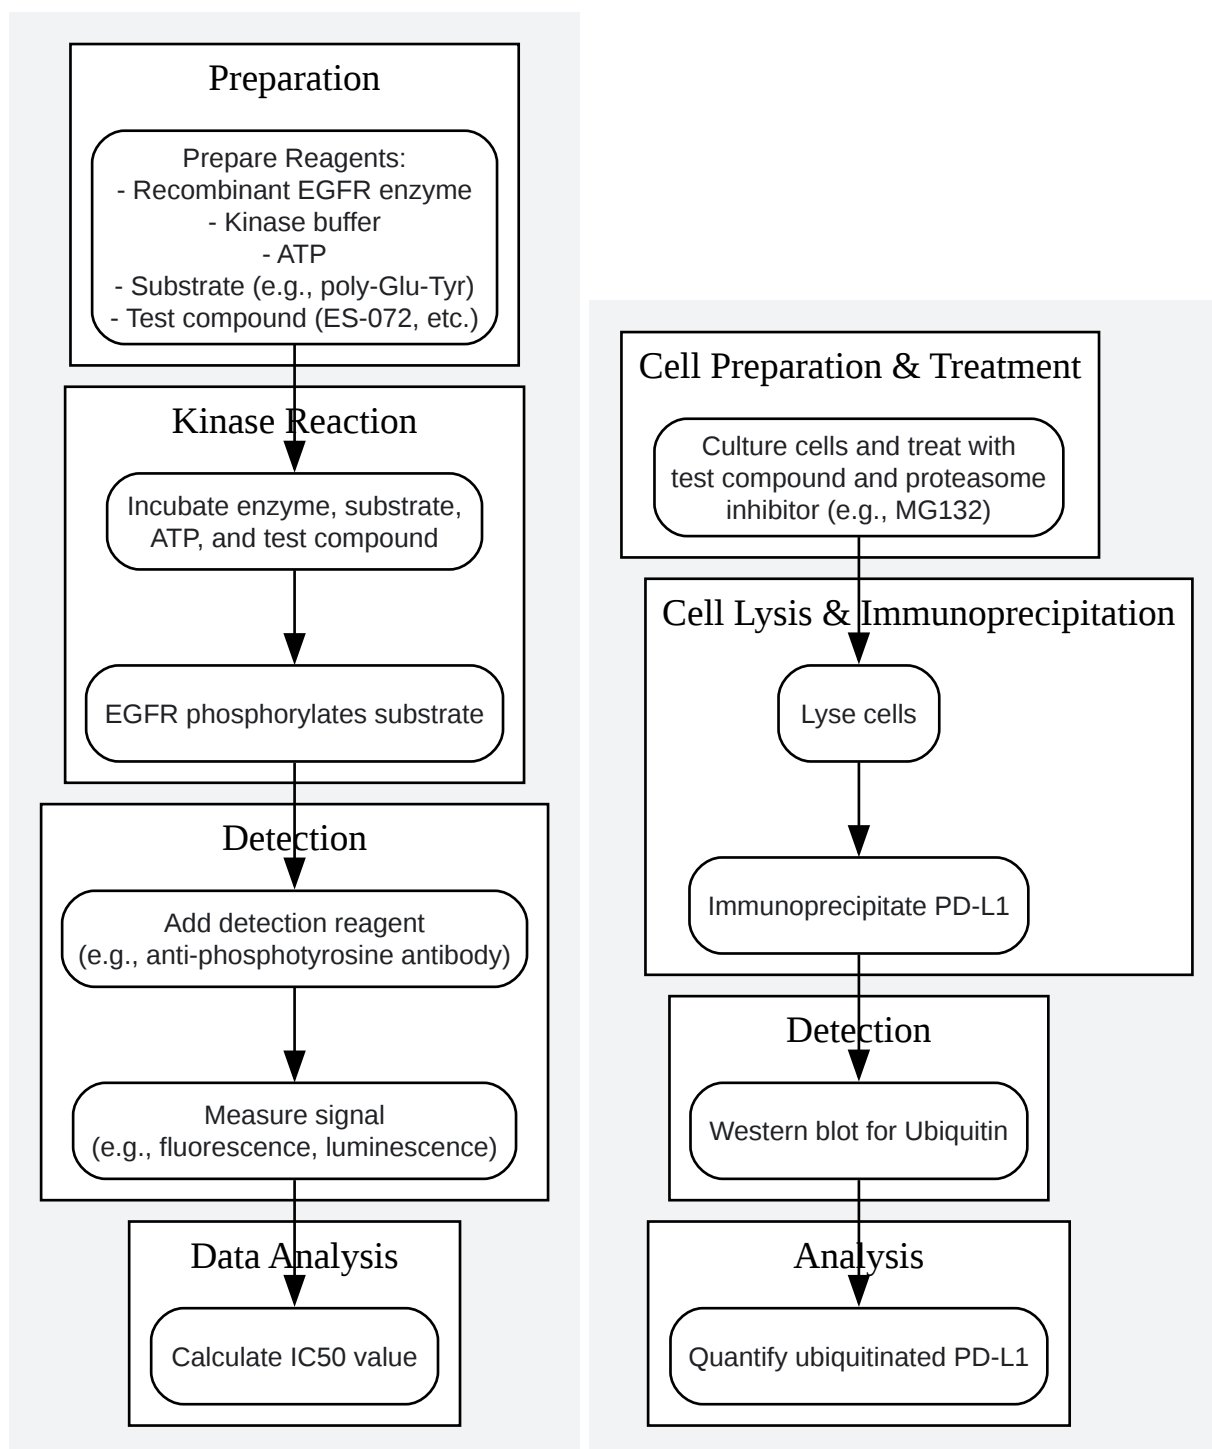 Preparation
Prepare Reagents:
- Recombinant EGFR enzyme
- Kinase buffer
- ATP
- Substrate (e.g., poly-Glu-Tyr)
- Test compound (ES-072, etc.)
Kinase Reaction
Incubate enzyme, substrate,
ATP, and test compound
EGFR phosphorylates substrate
Detection
Add detection reagent
(e.g., anti-phosphotyrosine antibody)
Measure signal
(e.g., fluorescence, luminescence)
Data Analysis
Calculate IC50 value
Cell Preparation & Treatment
Culture cells and treat with
test compound and proteasome
inhibitor (e.g., MG132)
Cell Lysis & Immunoprecipitation
Lyse cells
Immunoprecipitate PD-L1
Detection
Western blot for Ubiquitin
Analysis
Quantify ubiquitinated PD-L1